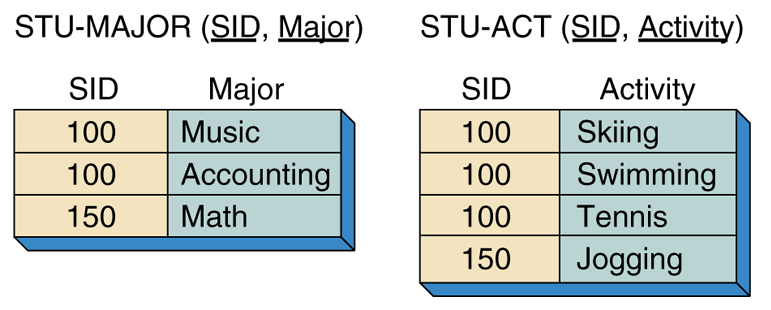 STU-MAJOR (SID, Major)
SID Major
100 Music
100 Accounting
150 Math
STU-ACT (SID, Activity)
SID Activity
100 Skiing
100 Swimming
100 Tennis
150 Jogging